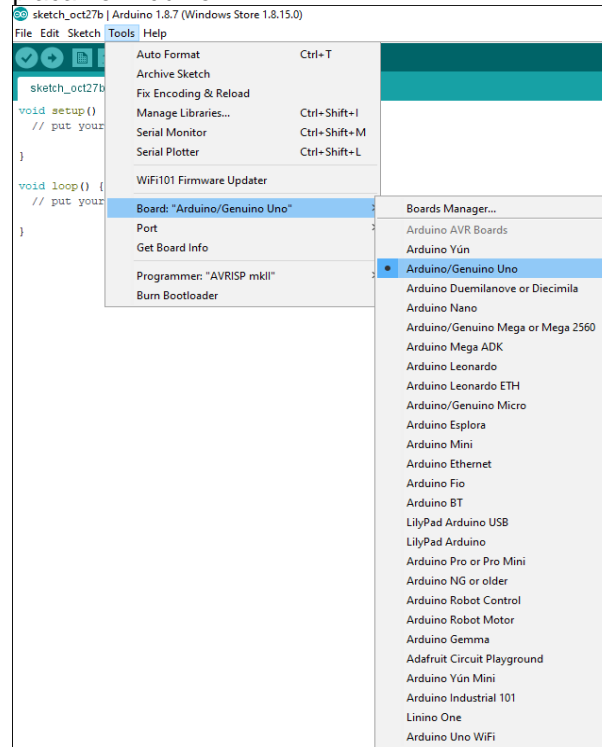 sketch_oct27b | Arduino 1.8.7 (Windows Store 1.8.15.0)
File Edit Sketch Tools Help
sketch_oct27b
void setup()
// put your
}
void loop() {
// put your
}
Auto Format Ctrl+T
Archive Sketch
Fix Encoding & Reload
Manage Libraries... Ctrl+Shift+I
Serial Monitor Ctrl+Shift+M
Serial Plotter Ctrl+Shift+L
WiFi101 Firmware Updater
Board: "Arduino/Genuino Uno"
Port
Get Board Info
Programmer: "AVRISP mkII"
Burn Bootloader
Boards Manager...
Arduino AVR Boards
Arduino Yún
Arduino/Genuino Uno
Arduino Duemilanove or Diecimila
Arduino Nano
Arduino/Genuino Mega or Mega 2560
Arduino Mega ADK
Arduino Leonardo
Arduino Leonardo ETH
Arduino/Genuino Micro
Arduino Esplora
Arduino Mini
Arduino Ethernet
Arduino Fio
Arduino BT
LilyPad Arduino USB
LilyPad Arduino
Arduino Pro or Pro Mini
Arduino NG or older
Arduino Robot Control
Arduino Robot Motor
Arduino Gemma
Adafruit Circuit Playground
Arduino Yún Mini
Arduino Industrial 101
Linino One
Arduino Uno WiFi